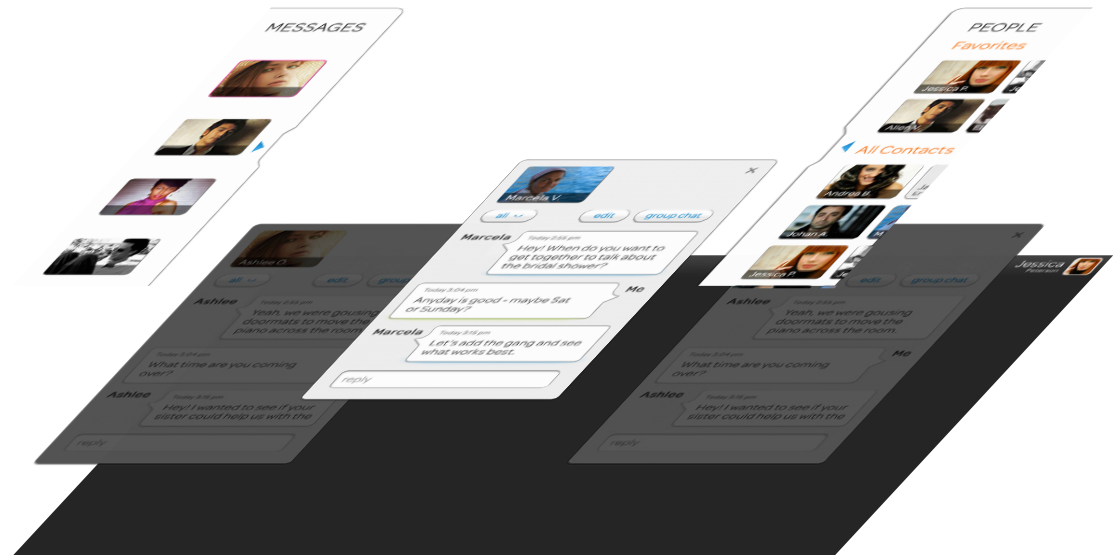 MESSAGES
PEOPLE
Favorites
Jessica P.
All Contacts
Andrea U.
Johan A.
Jessica P.
Marcela V.
all
edit
group chat
Marcela
Today 2:55 pm
Hey! When do you want to
get together to talk about
the bridal shower?
Me
Today 3:04 pm
Anyday is good - maybe Sat
or Sunday?
Marcela
Today 3:15 pm
Let's add the gang and see
what works best.
reply
Ashlee O.
all
edit
group
Ashlee
Today 2:55 pm
Yeah, we were gousing
doormats to move the
piano across the room.
Today 3:04 pm
What time are you coming
over?
Ashlee
Today 3:15 pm
Hey! I wanted to see if your
sister could help us with the
reply
edit
group chat
Ashlee
Today 2:55 pm
Yeah, we were gousing
doormats to move the
piano across the room.
Me
Today 3:04 pm
What time are you coming
over?
Ashlee
Today 3:15 pm
Hey! I wanted to see if your
sister could help us with the
reply
Jessica
Peterson